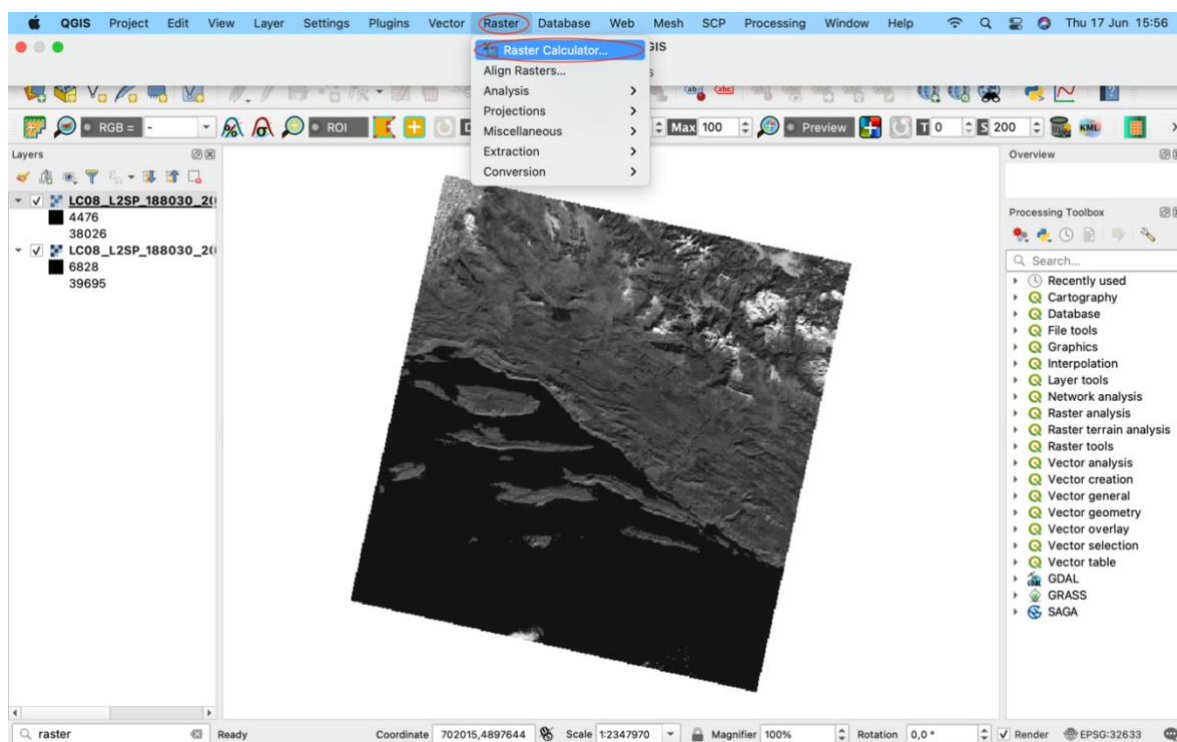 QGIS Project Edit View Layer Settings Plugins Vector Raster Database Web Mesh SCP Processing Window Help Thu 17 Jun 15:56
Raster Calculator...
GIS
Align Rasters...
Analysis
Projections
Miscellaneous
Extraction
Conversion
abc abc
RGB = - ROI Max 100 Preview T 0 S 200 KML
Layers
Overview
LC08_L2SP_188030_20
4476
38026
LC08_L2SP_188030_20
6828
39695
Processing Toolbox
Search...
Recently used
Cartography
Database
File tools
Graphics
Interpolation
Layer tools
Network analysis
Raster analysis
Raster terrain analysis
Raster tools
Vector analysis
Vector creation
Vector general
Vector geometry
Vector overlay
Vector selection
Vector table
GDAL
GRASS
SAGA
raster Ready Coordinate 702015,4897644 Scale 1:2347970 Magnifier 100% Rotation 0,0 ° Render EPSG:32633